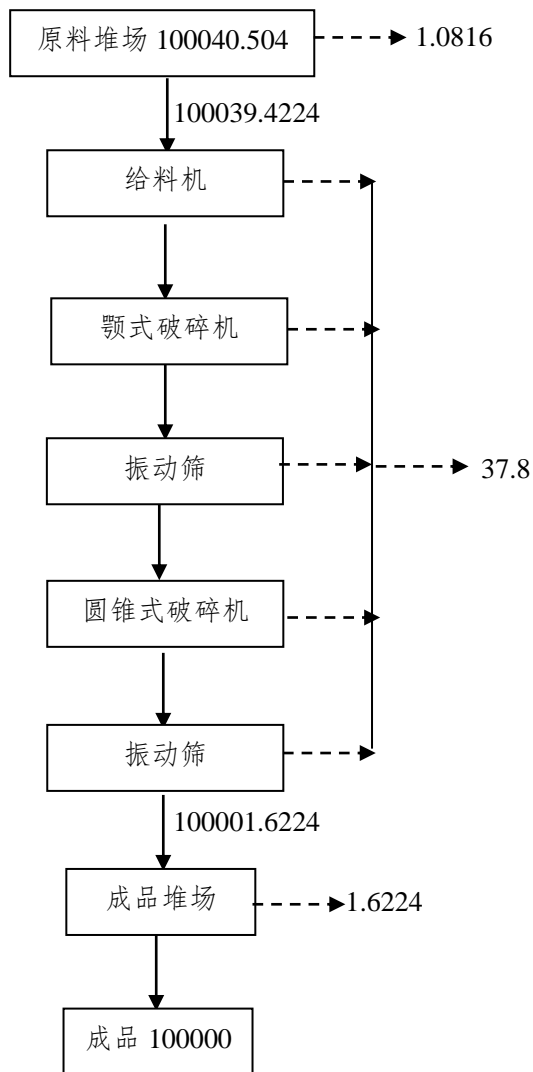 原料堆场 100040.504
1.0816
100039.4224
给料机
颚式破碎机
振动筛
37.8
圆锥式破碎机
振动筛
100001.6224
成品堆场
1.6224
成品 100000